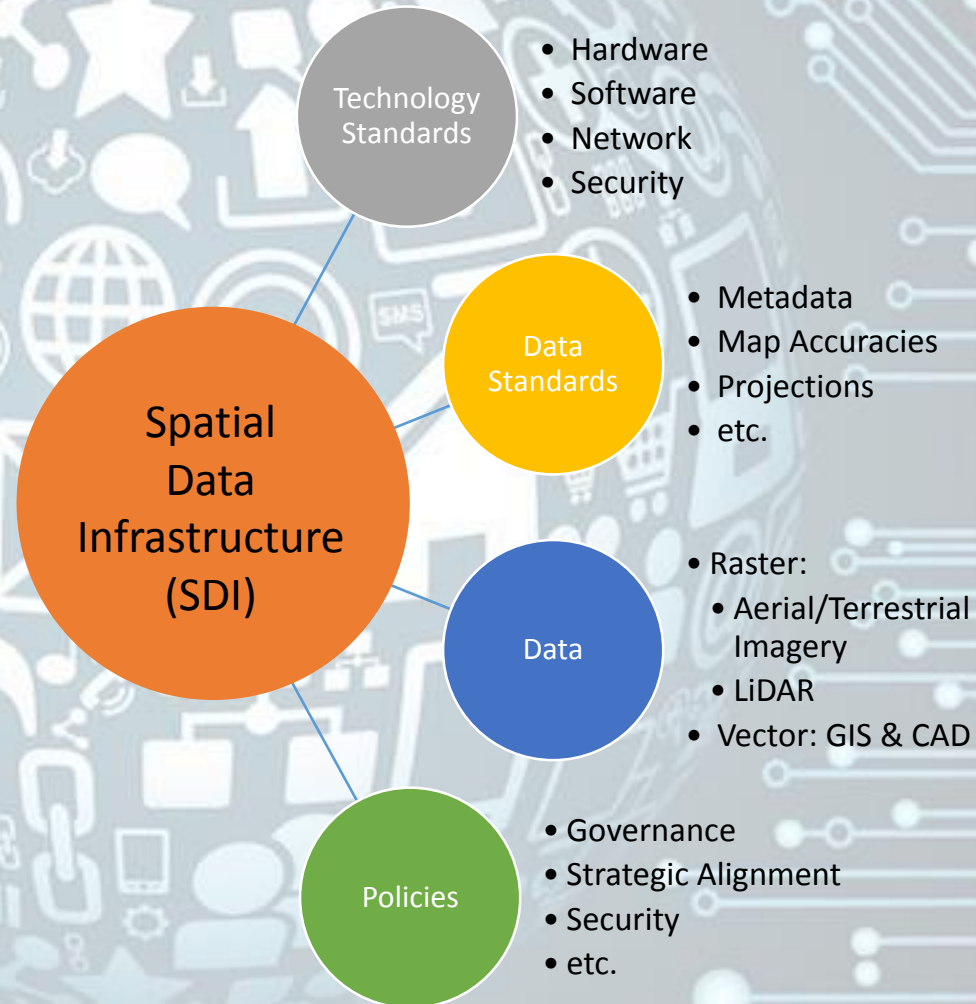 Technology
Standards
• Hardware
• Software
• Network
• Security
SMS
Data
Standards
• Metadata
• Map Accuracies
• Projections
• etc.
Spatial
Data
Infrastructure
(SDI)
Data
• Raster:
• Aerial/Terrestrial
Imagery
• LiDAR
• Vector: GIS & CAD
Policies
• Governance
• Strategic Alignment
• Security
• etc.